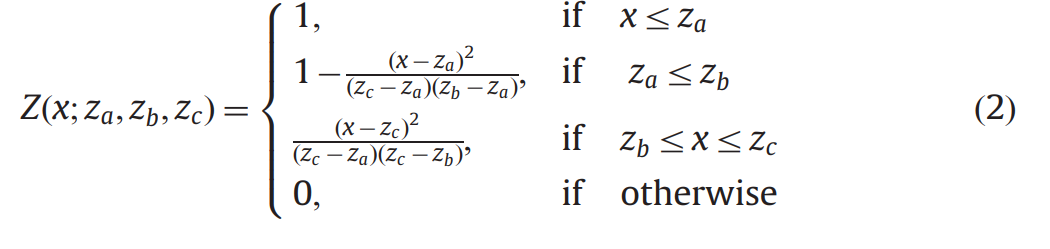 1, if x ≤ z_a
1 − (x−z_a)²/((z_c−z_a)(z_b−z_a)), if z_a ≤ z_b
Z(x; z_a, z_b, z_c) = { (2)
(x−z_c)²/((z_c−z_a)(z_c−z_b)), if z_b ≤ x ≤ z_c
0, if otherwise